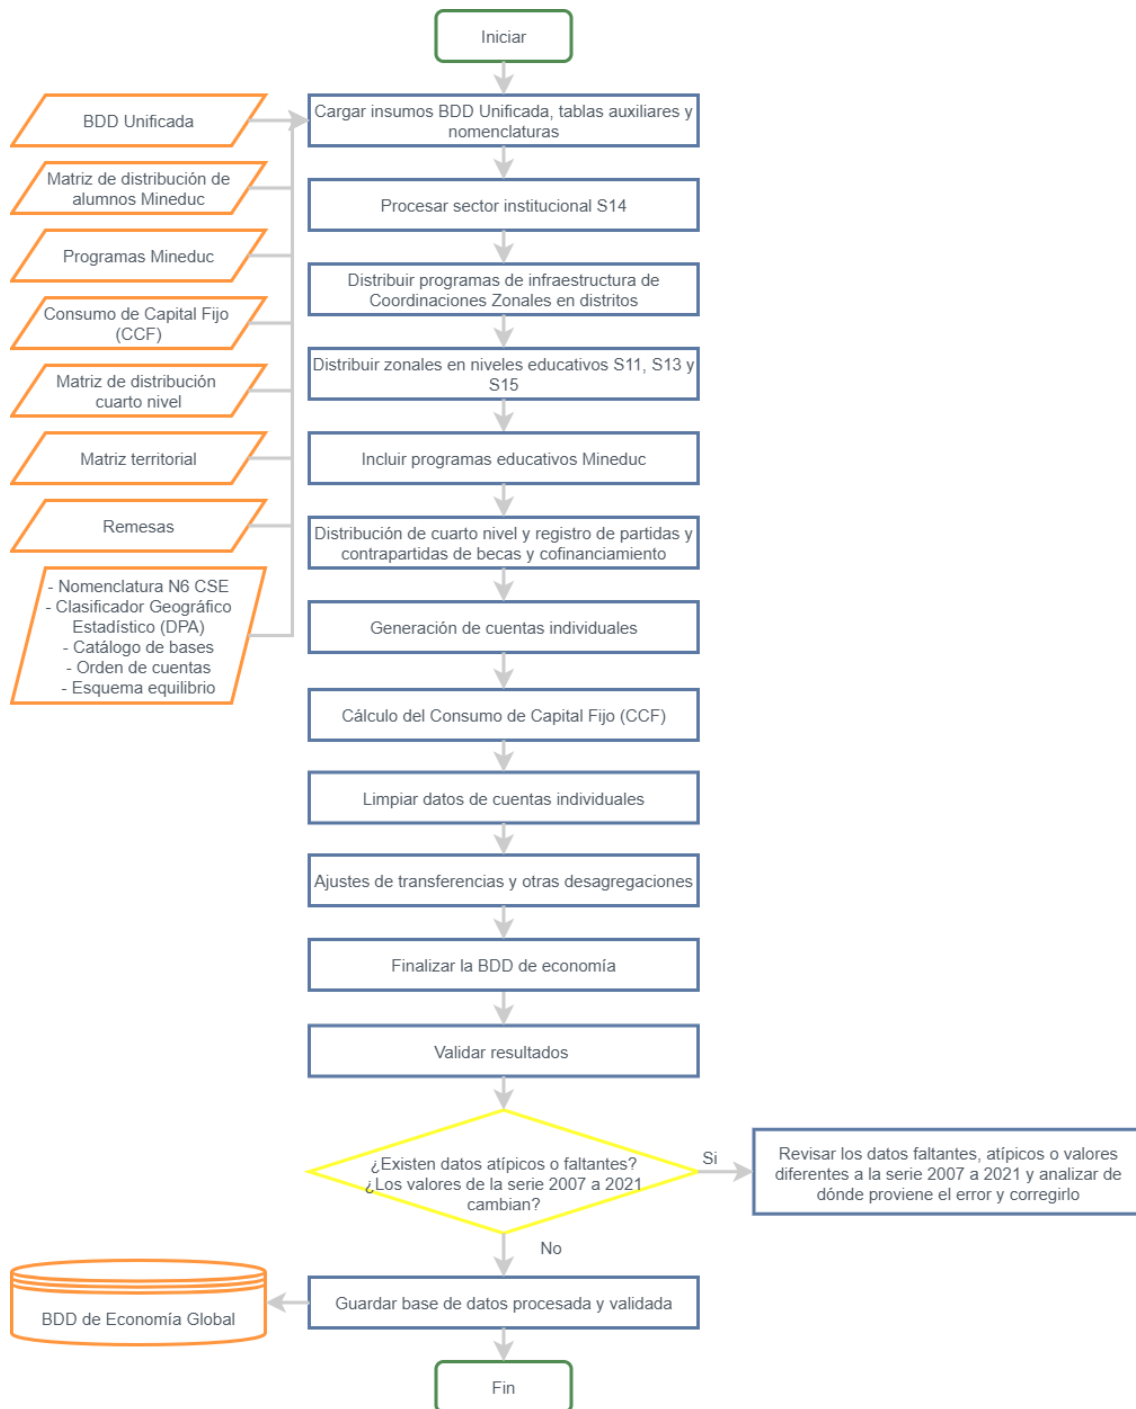 Iniciar
BDD Unificada
Cargar insumos BDD Unificada, tablas auxiliares y
nomenclaturas
Matriz de distribución de
alumnos Mineduc
Procesar sector institucional S14
Programas Mineduc
Distribuir programas de infraestructura de
Coordinaciones Zonales en distritos
Consumo de Capital Fijo
(CCF)
Distribuir zonales en niveles educativos S11, S13 y
S15
Matriz de distribución
cuarto nivel
Matriz territorial
Incluir programas educativos Mineduc
Remesas
Distribución de cuarto nivel y registro de partidas y
contrapartidas de becas y cofinanciamiento
- Nomenclatura N6 CSE
- Clasificador Geográfico
Estadístico (DPA)
- Catálogo de bases
- Orden de cuentas
- Esquema equilibrio
Generación de cuentas individuales
Cálculo del Consumo de Capital Fijo (CCF)
Limpiar datos de cuentas individuales
Ajustes de transferencias y otras desagregaciones
Finalizar la BDD de economía
Validar resultados
¿Existen datos atípicos o faltantes?
¿Los valores de la serie 2007 a 2021
cambian?
Si
Revisar los datos faltantes, atípicos o valores
diferentes a la serie 2007 a 2021 y analizar de
dónde proviene el error y corregirlo
No
Guardar base de datos procesada y validada
BDD de Economía Global
Fin